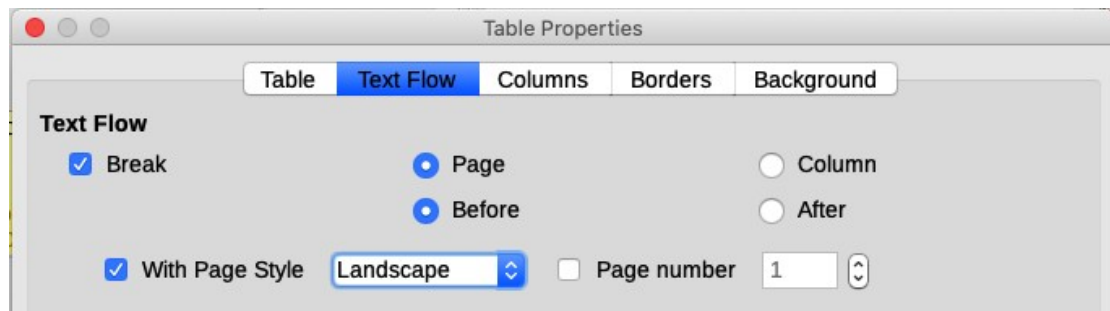 Table Properties
Table Text Flow Columns Borders Background
Text Flow
Break Page Column
Before After
With Page Style Landscape Page number 1